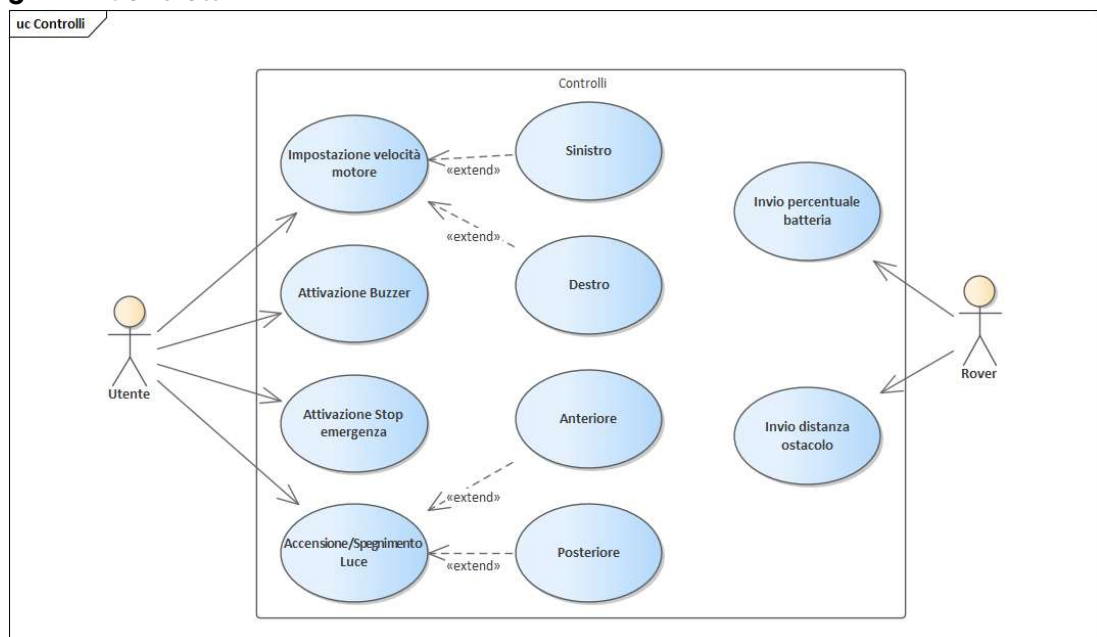 uc Controlli
Controlli
Impostazione velocità
motore
«extend»
Sinistro
«extend»
Destro
Attivazione Buzzer
Attivazione Stop
emergenza
Accensione/Spegnimento
Luce
Anteriore
«extend»
Posteriore
«extend»
Invio percentuale
batteria
Invio distanza
ostacolo
Utente
Rover